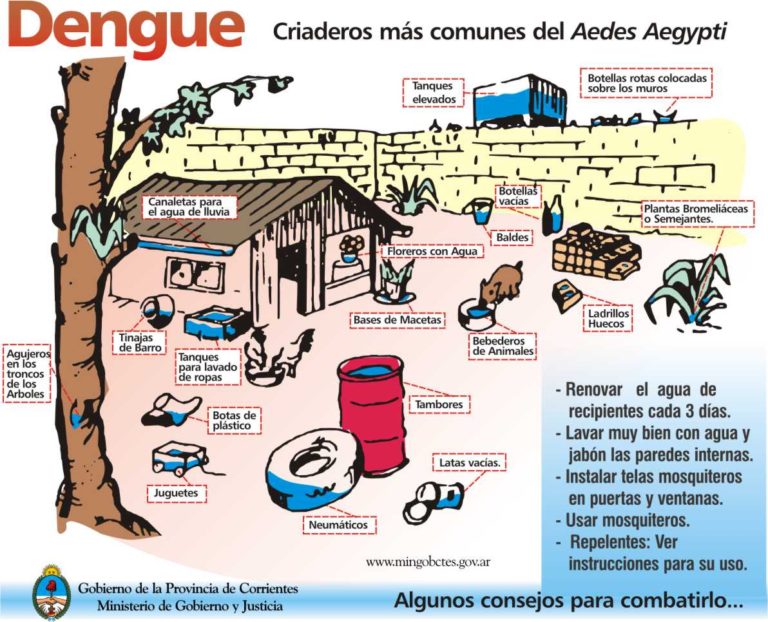 Dengue
Criaderos más comunes del Aedes Aegypti
Tanques
elevados
Botellas rotas colocadas
sobre los muros
Canaletas para
el agua de lluvia
Botellas
vacías
Baldes
Plantas Bromeliáceas
o Semejantes.
Floreros con Agua
Bases de Macetas
Bebederos
de Animales
Ladrillos
Huecos
Tinajas
de Barro
Tanques
para lavado
de ropas
Agujeros
en los
troncos
de los
Arboles
Botas de
plástico
Tambores
Juguetes
Latas vacías.
Neumáticos
- Renovar el agua de
recipientes cada 3 días.
- Lavar muy bien con agua y
jabón las paredes internas.
- Instalar telas mosquiteros
en puertas y ventanas.
- Usar mosquiteros.
- Repelentes: Ver
instrucciones para su uso.
www.mingobctes.gov.ar
Gobierno de la Provincia de Corrientes
Ministerio de Gobierno y Justicia
Algunos consejos para combatirlo...